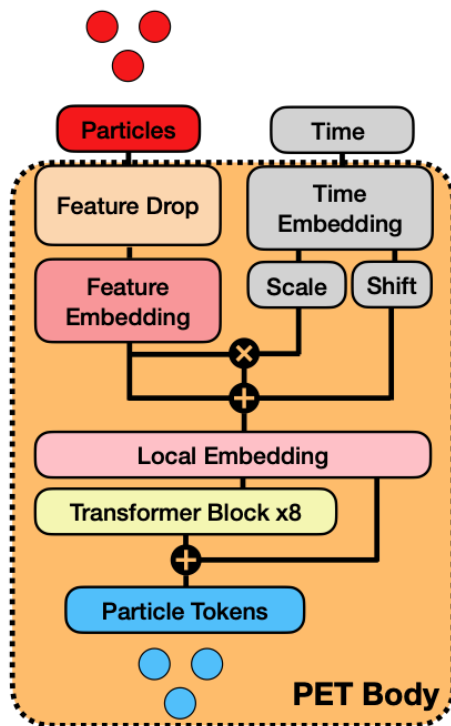 Particles
Time
Feature Drop
Time
Embedding
Feature
Embedding
Scale
Shift
Local Embedding
Transformer Block x8
Particle Tokens
PET Body